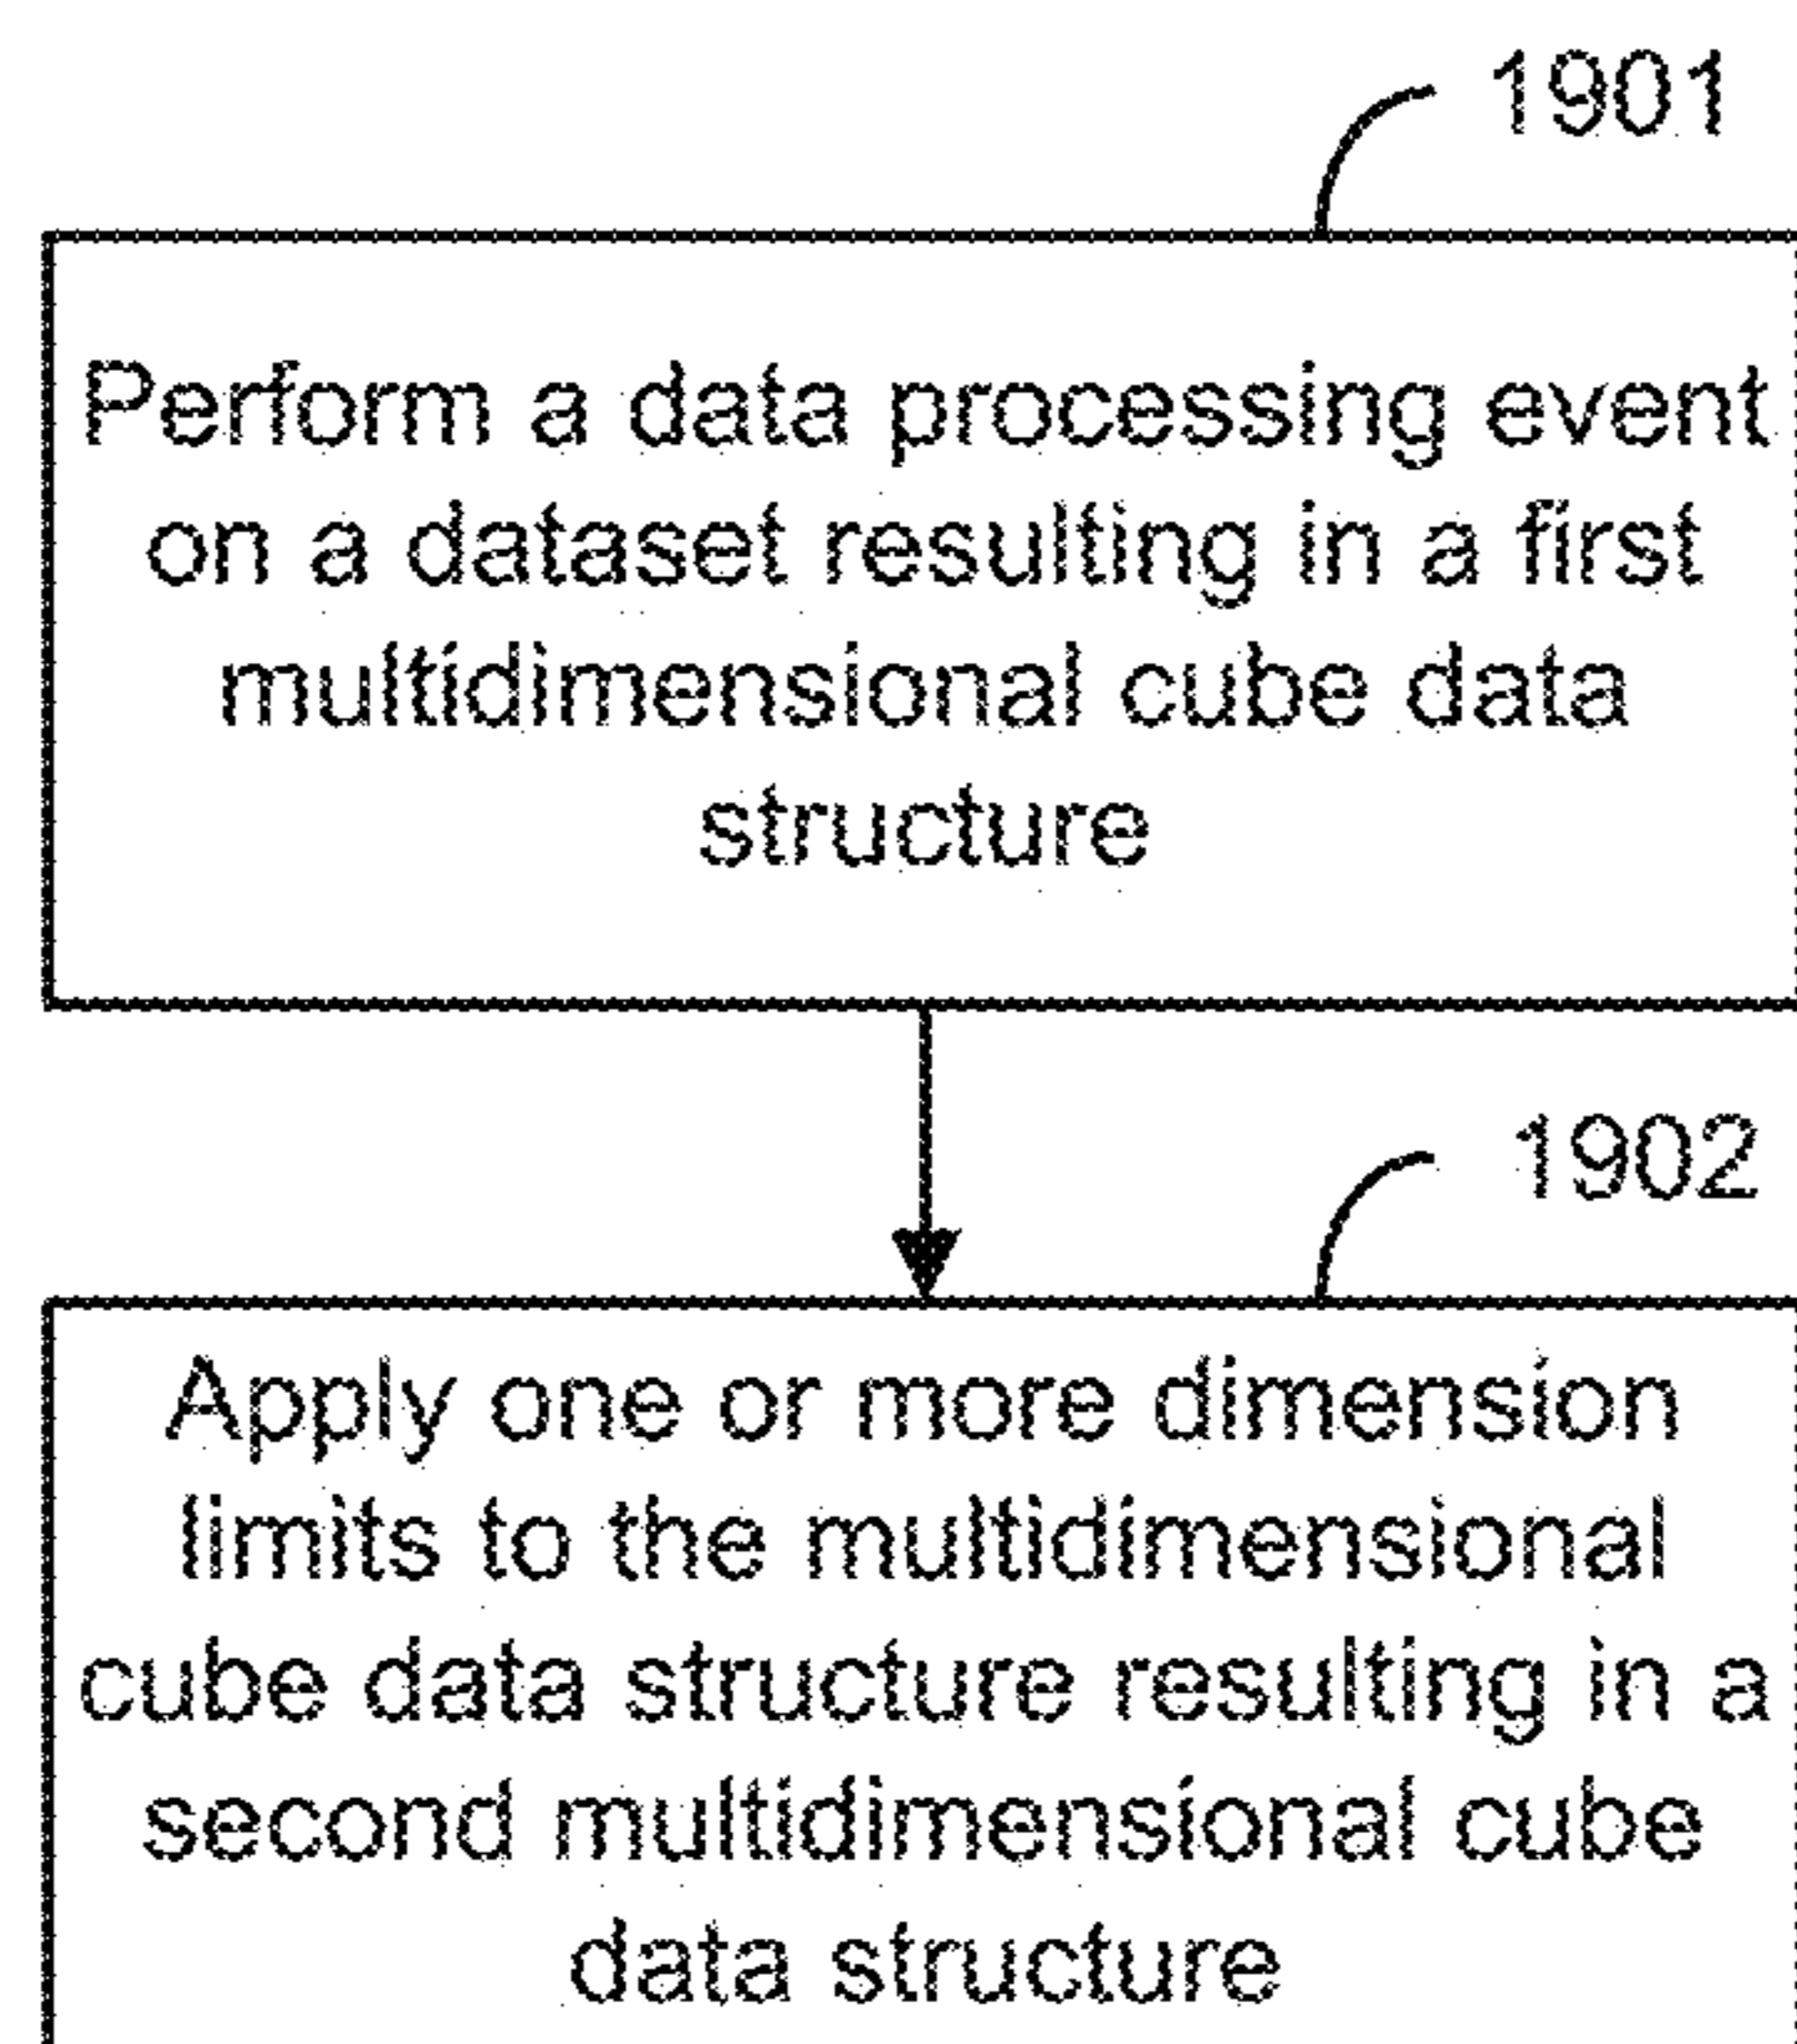 1901
Perform a data processing event
on a dataset resulting in a first
multidimensional cube data
structure
1902
Apply one or more dimension
limits to the multidimensional
cube data structure resulting in a
second multidimensional cube
data structure